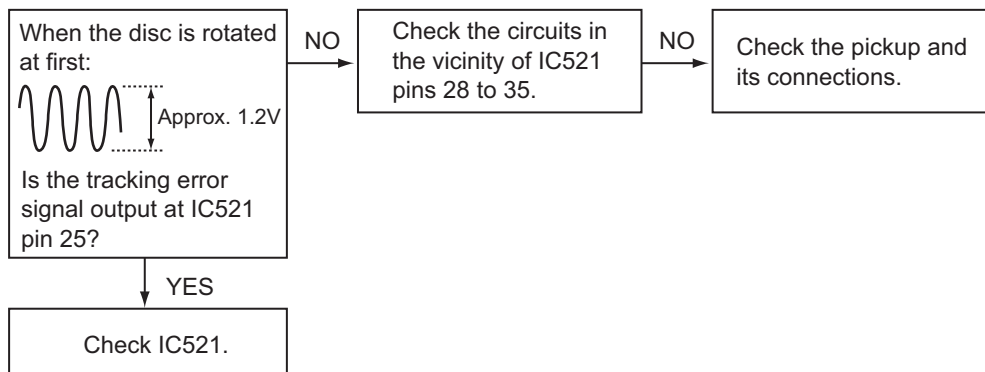 When the disc is rotated
at first:
Approx. 1.2V
Is the tracking error
signal output at IC521
pin 25?
NO
Check the circuits in
the vicinity of IC521
pins 28 to 35.
NO
Check the pickup and
its connections.
YES
Check IC521.